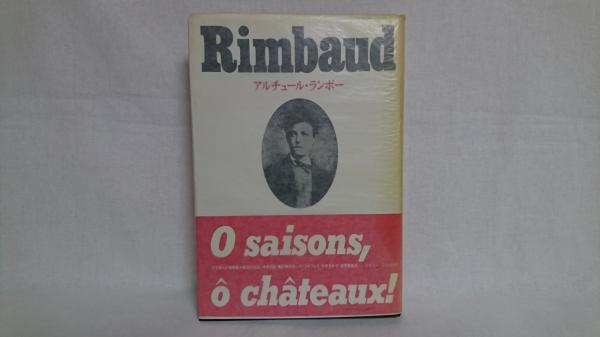 Rimbaud
アルチュール・ランボー
O saisons,
ô châteaux!